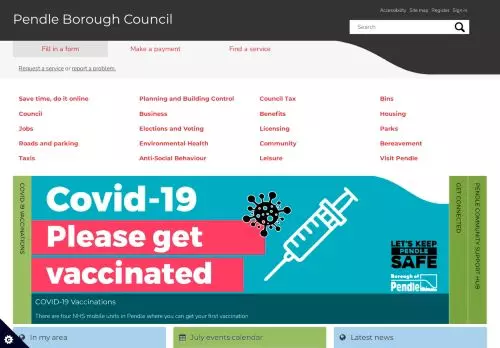 Accessibility Site map Register Sign in
Pendle Borough Council
Search
Fill in a form Make a payment Find a service
Request a service or report a problem.
Save time, do it online Planning and Building Control Council Tax Bins
Council Business Benefits Housing
Jobs Elections and Voting Licensing Parks
Roads and parking Environmental Health Community Bereavement
Taxis Anti-Social Behaviour Leisure Visit Pendle
COVID-19 VACCINATIONS
Covid-19
Please get
vaccinated
LET'S KEEP
PENDLE
SAFE
Borough of
Pendle
COVID-19 Vaccinations
There are four NHS mobile units in Pendle where you can get your first vaccination
GET CONNECTED
PENDLE COMMUNITY SUPPORT HUB
In my area July events calendar Latest news